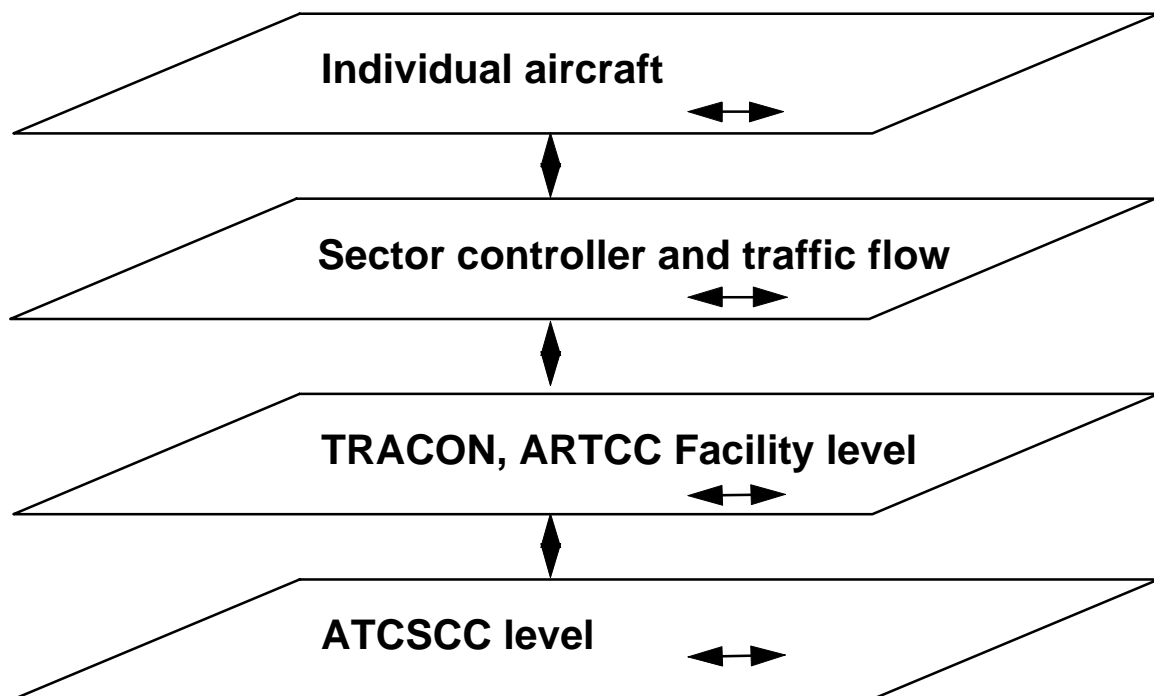 Individual aircraft
Sector controller and traffic flow
TRACON, ARTCC Facility level
ATCSCC level